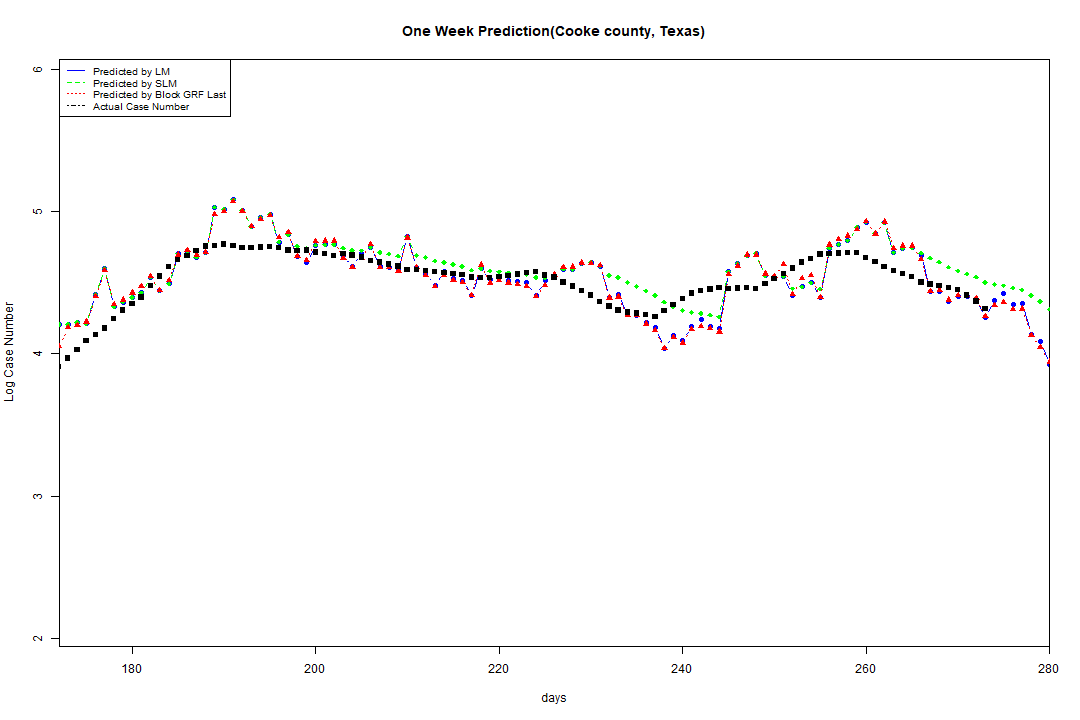 One Week Prediction(Cooke county, Texas)
Predicted by LM
Predicted by SLM
Predicted by Block GRF Last
Actual Case Number
Log Case Number
6
5
4
3
2
180 200 220 240 260 280
days